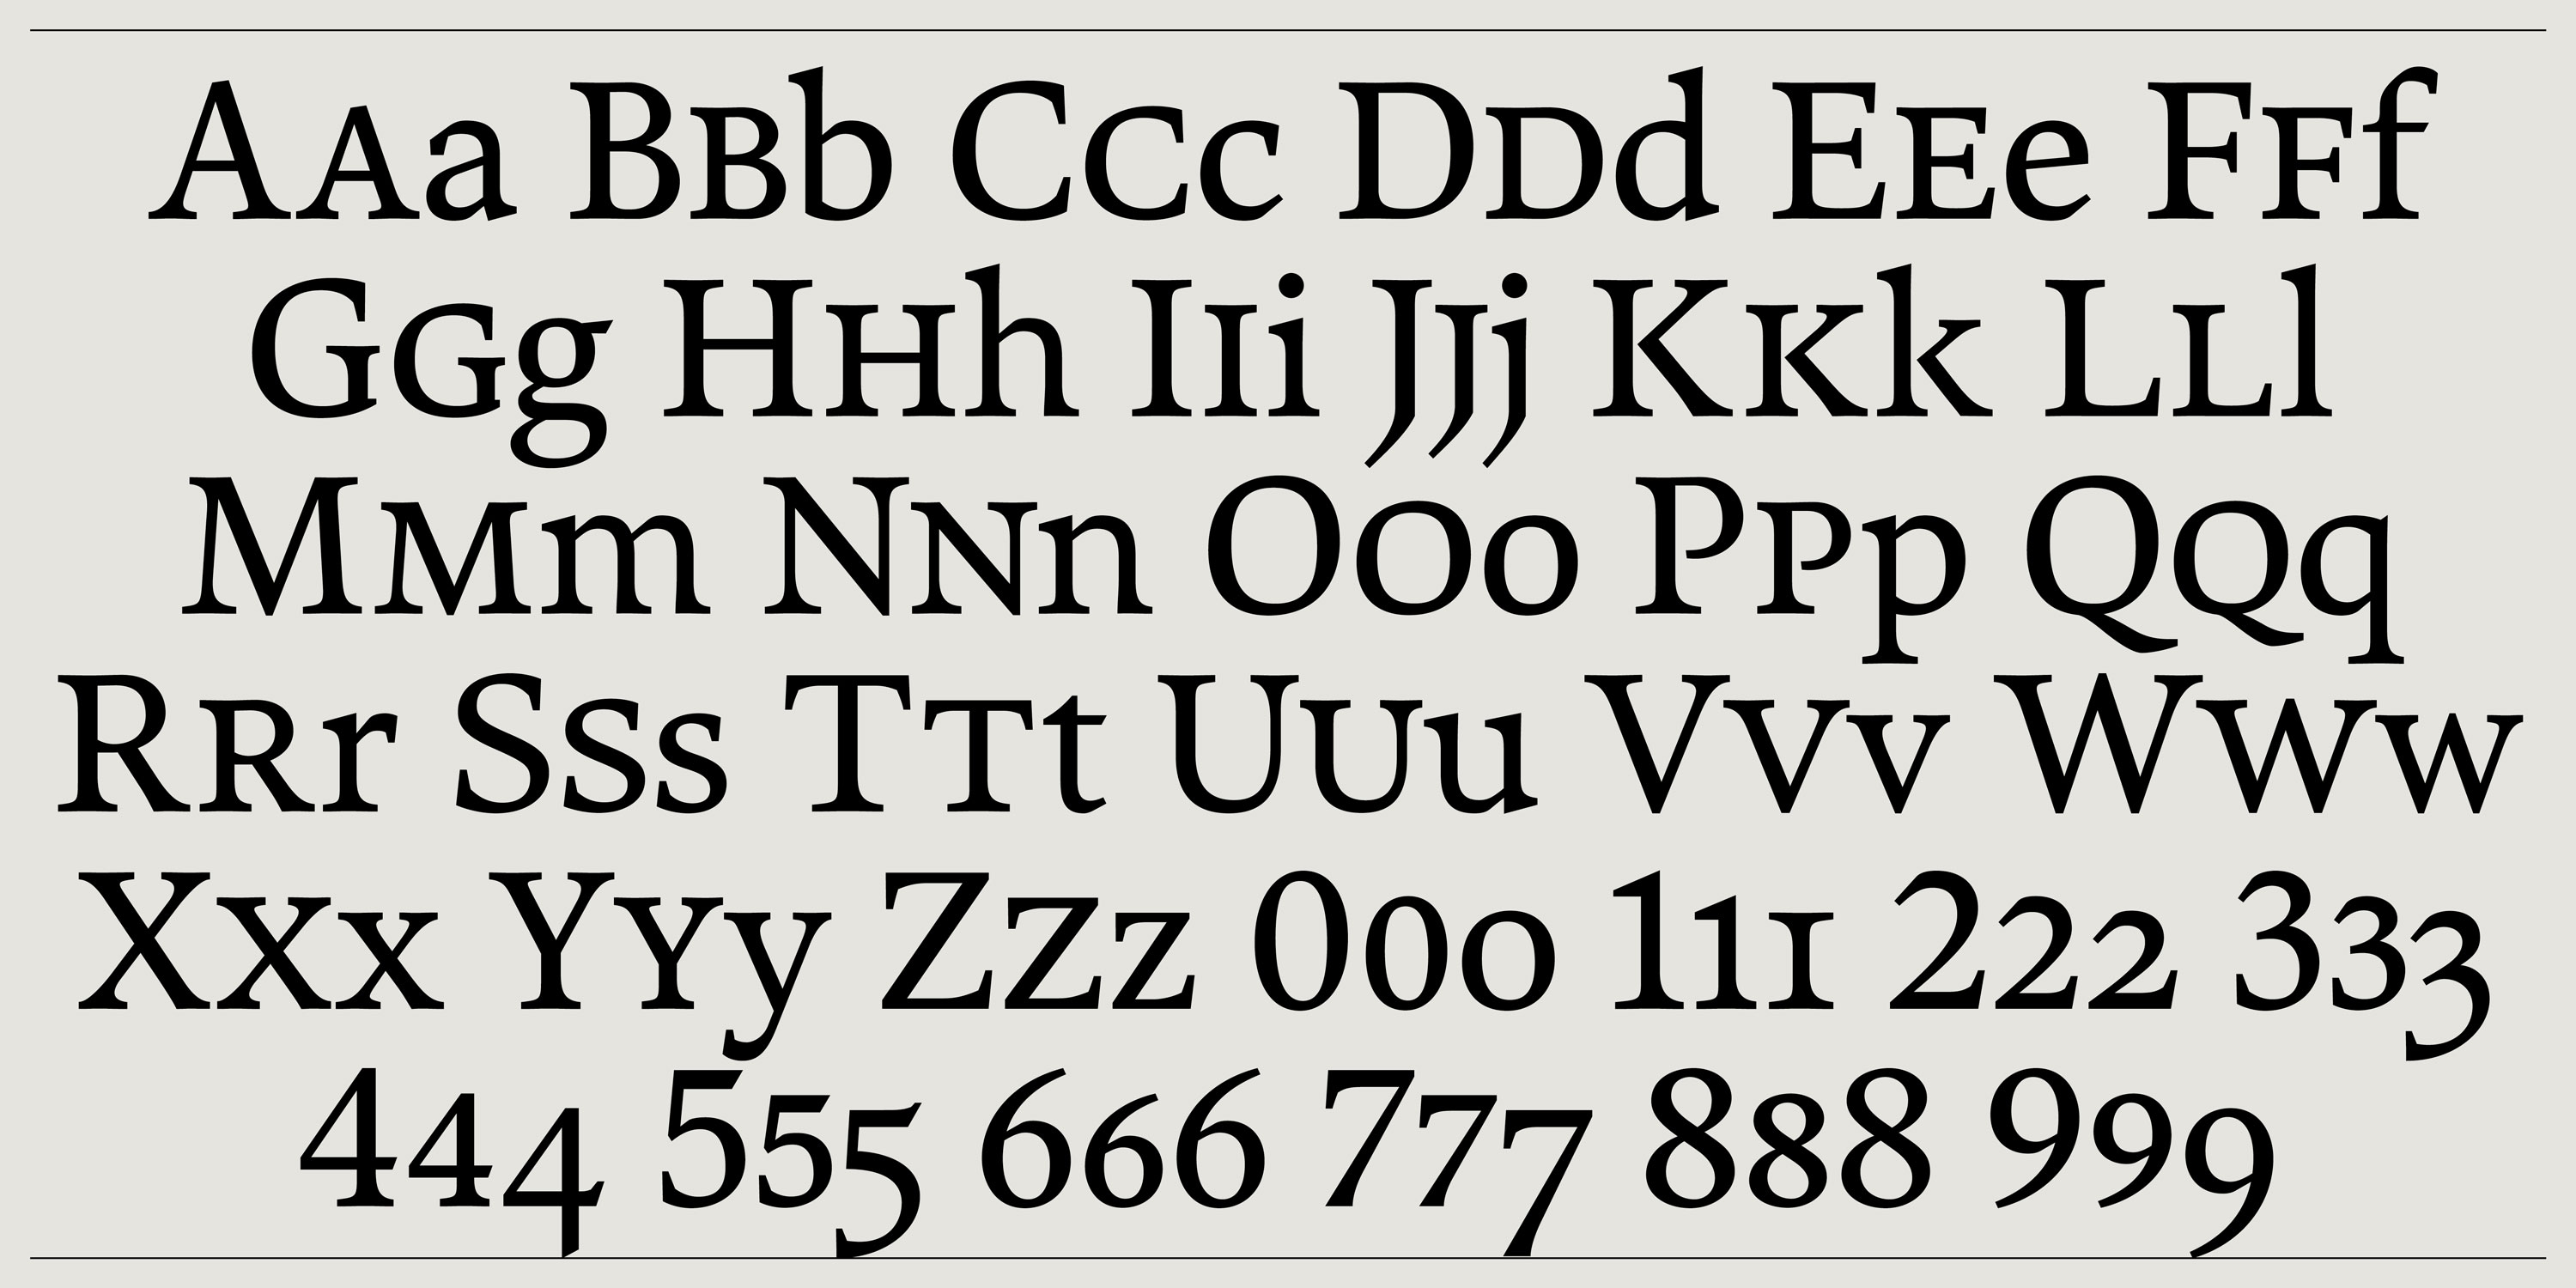 AAa BBb CCc DDd EEe FFf
GGg HHh IIi JJj KKk LLl
MMm NNn OOo PPp QQq
RRr SSs TTt UUu VVv WWw
XXx YYy ZZz 000 111 222 333
444 555 666 777 888 999